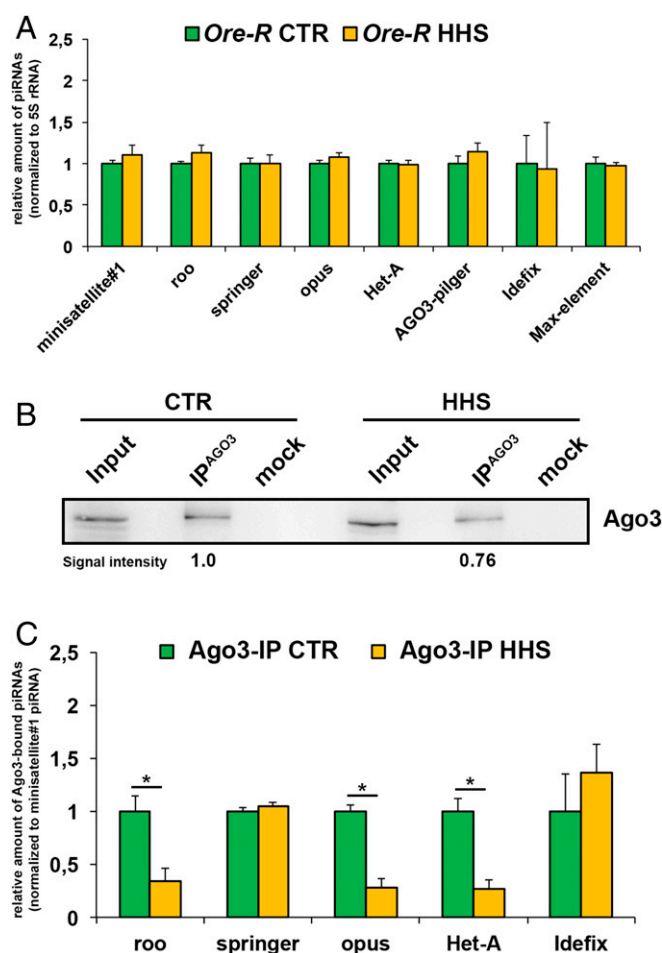 A
Ore-R CTR Ore-R HHS
relative amount of piRNAs
(normalized to 5S rRNA)
2,5
2
1,5
1
0,5
0
minisatellite#1
roo
springer
opus
Het-A
AGO3-pilger
Idefix
Max-element
B
CTR HHS
Input IP^AGO3 mock Input IP^AGO3 mock
Ago3
Signal intensity 1.0 0.76
C
Ago3-IP CTR Ago3-IP HHS
relative amount of Ago3-bound piRNAs
(normalized to minisatellite#1 piRNA)
2,5
2
1,5
1
0,5
0
* * *
roo springer opus Het-A Idefix